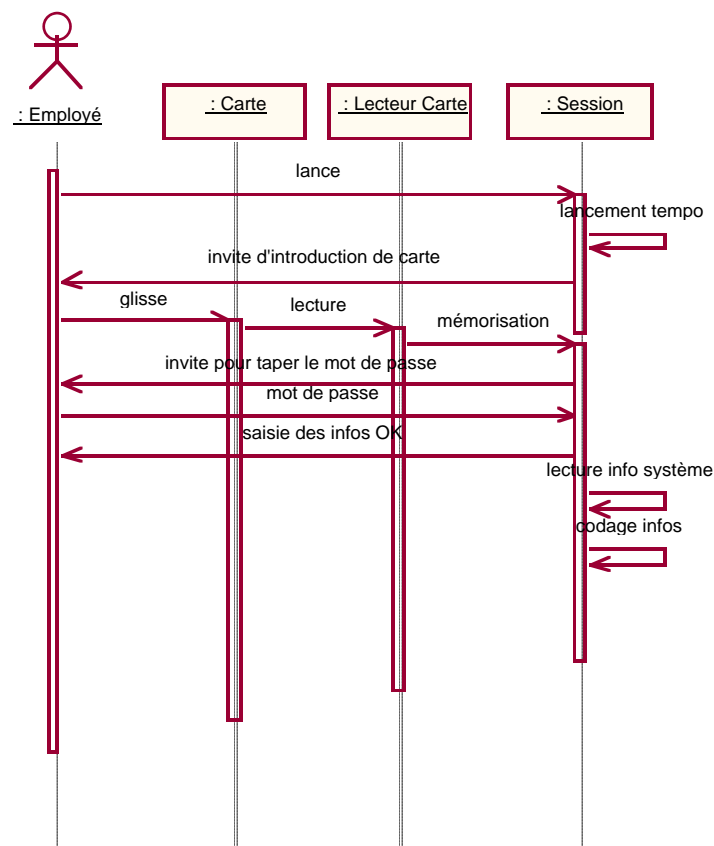 : Employé
: Carte
: Lecteur Carte
: Session
lance
lancement tempo
invite d'introduction de carte
glisse
lecture
mémorisation
invite pour taper le mot de passe
mot de passe
saisie des infos OK
lecture info système
codage infos